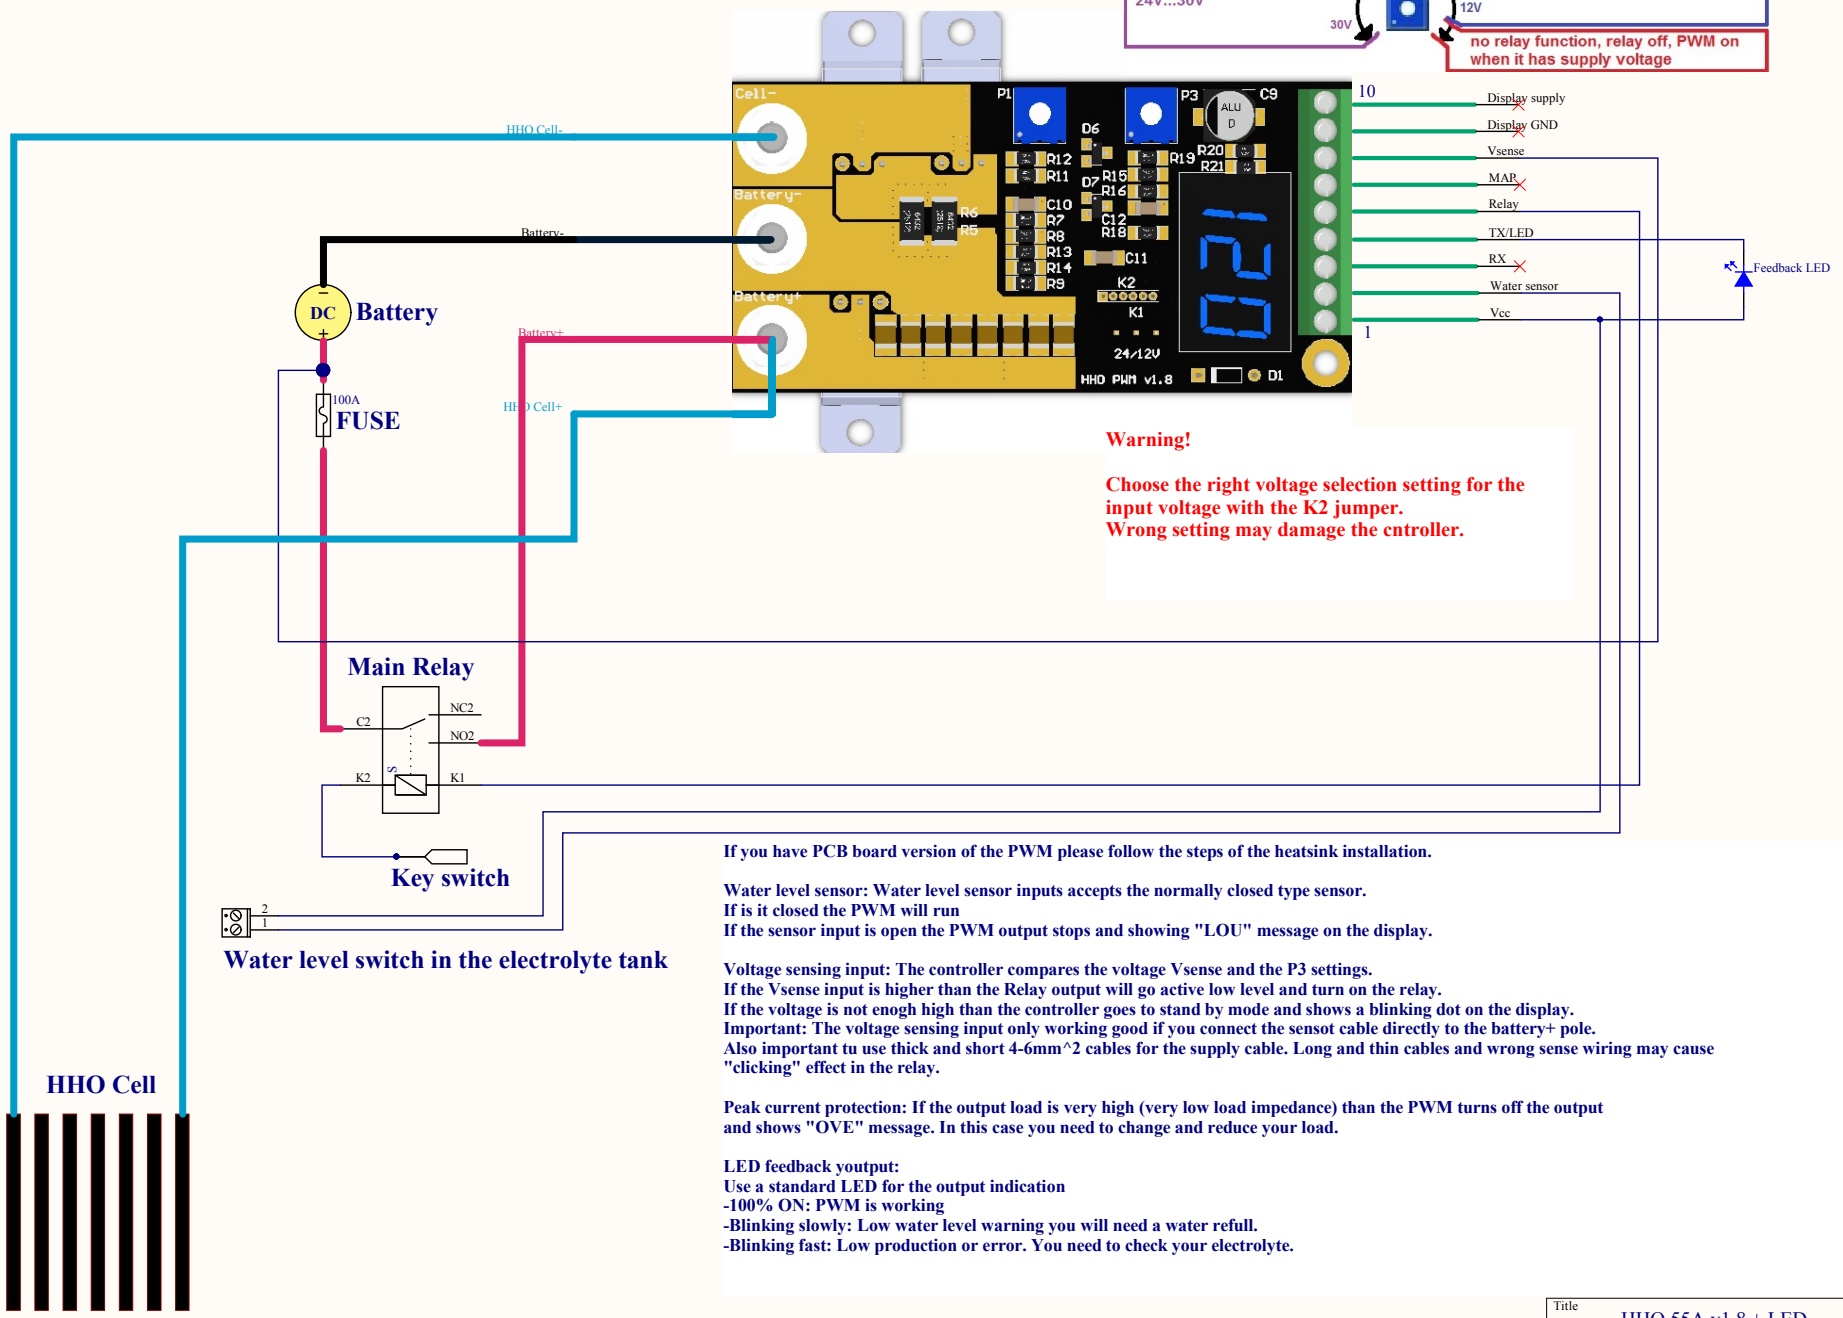 24V...30V
30V
12V
no relay function, relay off, PWM on
when it has supply voltage
Cell-
P1
P3
ALU
D
C9
10
Display supply
HHO Cell-
Display GND
D6
R12
R11
R19
R20
R21
Vsense
D7
R15
R16
MAP
Battery-
C10
R7
R8
R13
R14
R9
C12
R18
Relay
R6
R5
Battery-
TX/LED
C11
RX
Feedback LED
K2
K1
120
Water sensor
Battery+
DC
Battery
Vcc
1
Battery+
24/12V
HHO PWM v1.8
D1
100A
FUSE
HHO Cell+
Warning!
Choose the right voltage selection setting for the
input voltage with the K2 jumper.
Wrong setting may damage the cntroller.
Main Relay
NC2
C2
NO2
S
K2
K1
Key switch
2
1
Water level switch in the electrolyte tank
If you have PCB board version of the PWM please follow the steps of the heatsink installation.
Water level sensor: Water level sensor inputs accepts the normally closed type sensor.
If is it closed the PWM will run
If the sensor input is open the PWM output stops and showing "LOU" message on the display.
Voltage sensing input: The controller compares the voltage Vsense and the P3 settings.
If the Vsense input is higher than the Relay output will go active low level and turn on the relay.
If the voltage is not enogh high than the controller goes to stand by mode and shows a blinking dot on the display.
Important: The voltage sensing input only working good if you connect the sensot cable directly to the battery+ pole.
Also important tu use thick and short 4-6mm^2 cables for the supply cable. Long and thin cables and wrong sense wiring may cause
"clicking" effect in the relay.
Peak current protection: If the output load is very high (very low load impedance) than the PWM turns off the output
and shows "OVE" message. In this case you need to change and reduce your load.
LED feedback youtput:
Use a standard LED for the output indication
-100% ON: PWM is working
-Blinking slowly: Low water level warning you will need a water refull.
-Blinking fast: Low production or error. You need to check your electrolyte.
HHO Cell
Title
HHO 55A v1.8 + LED